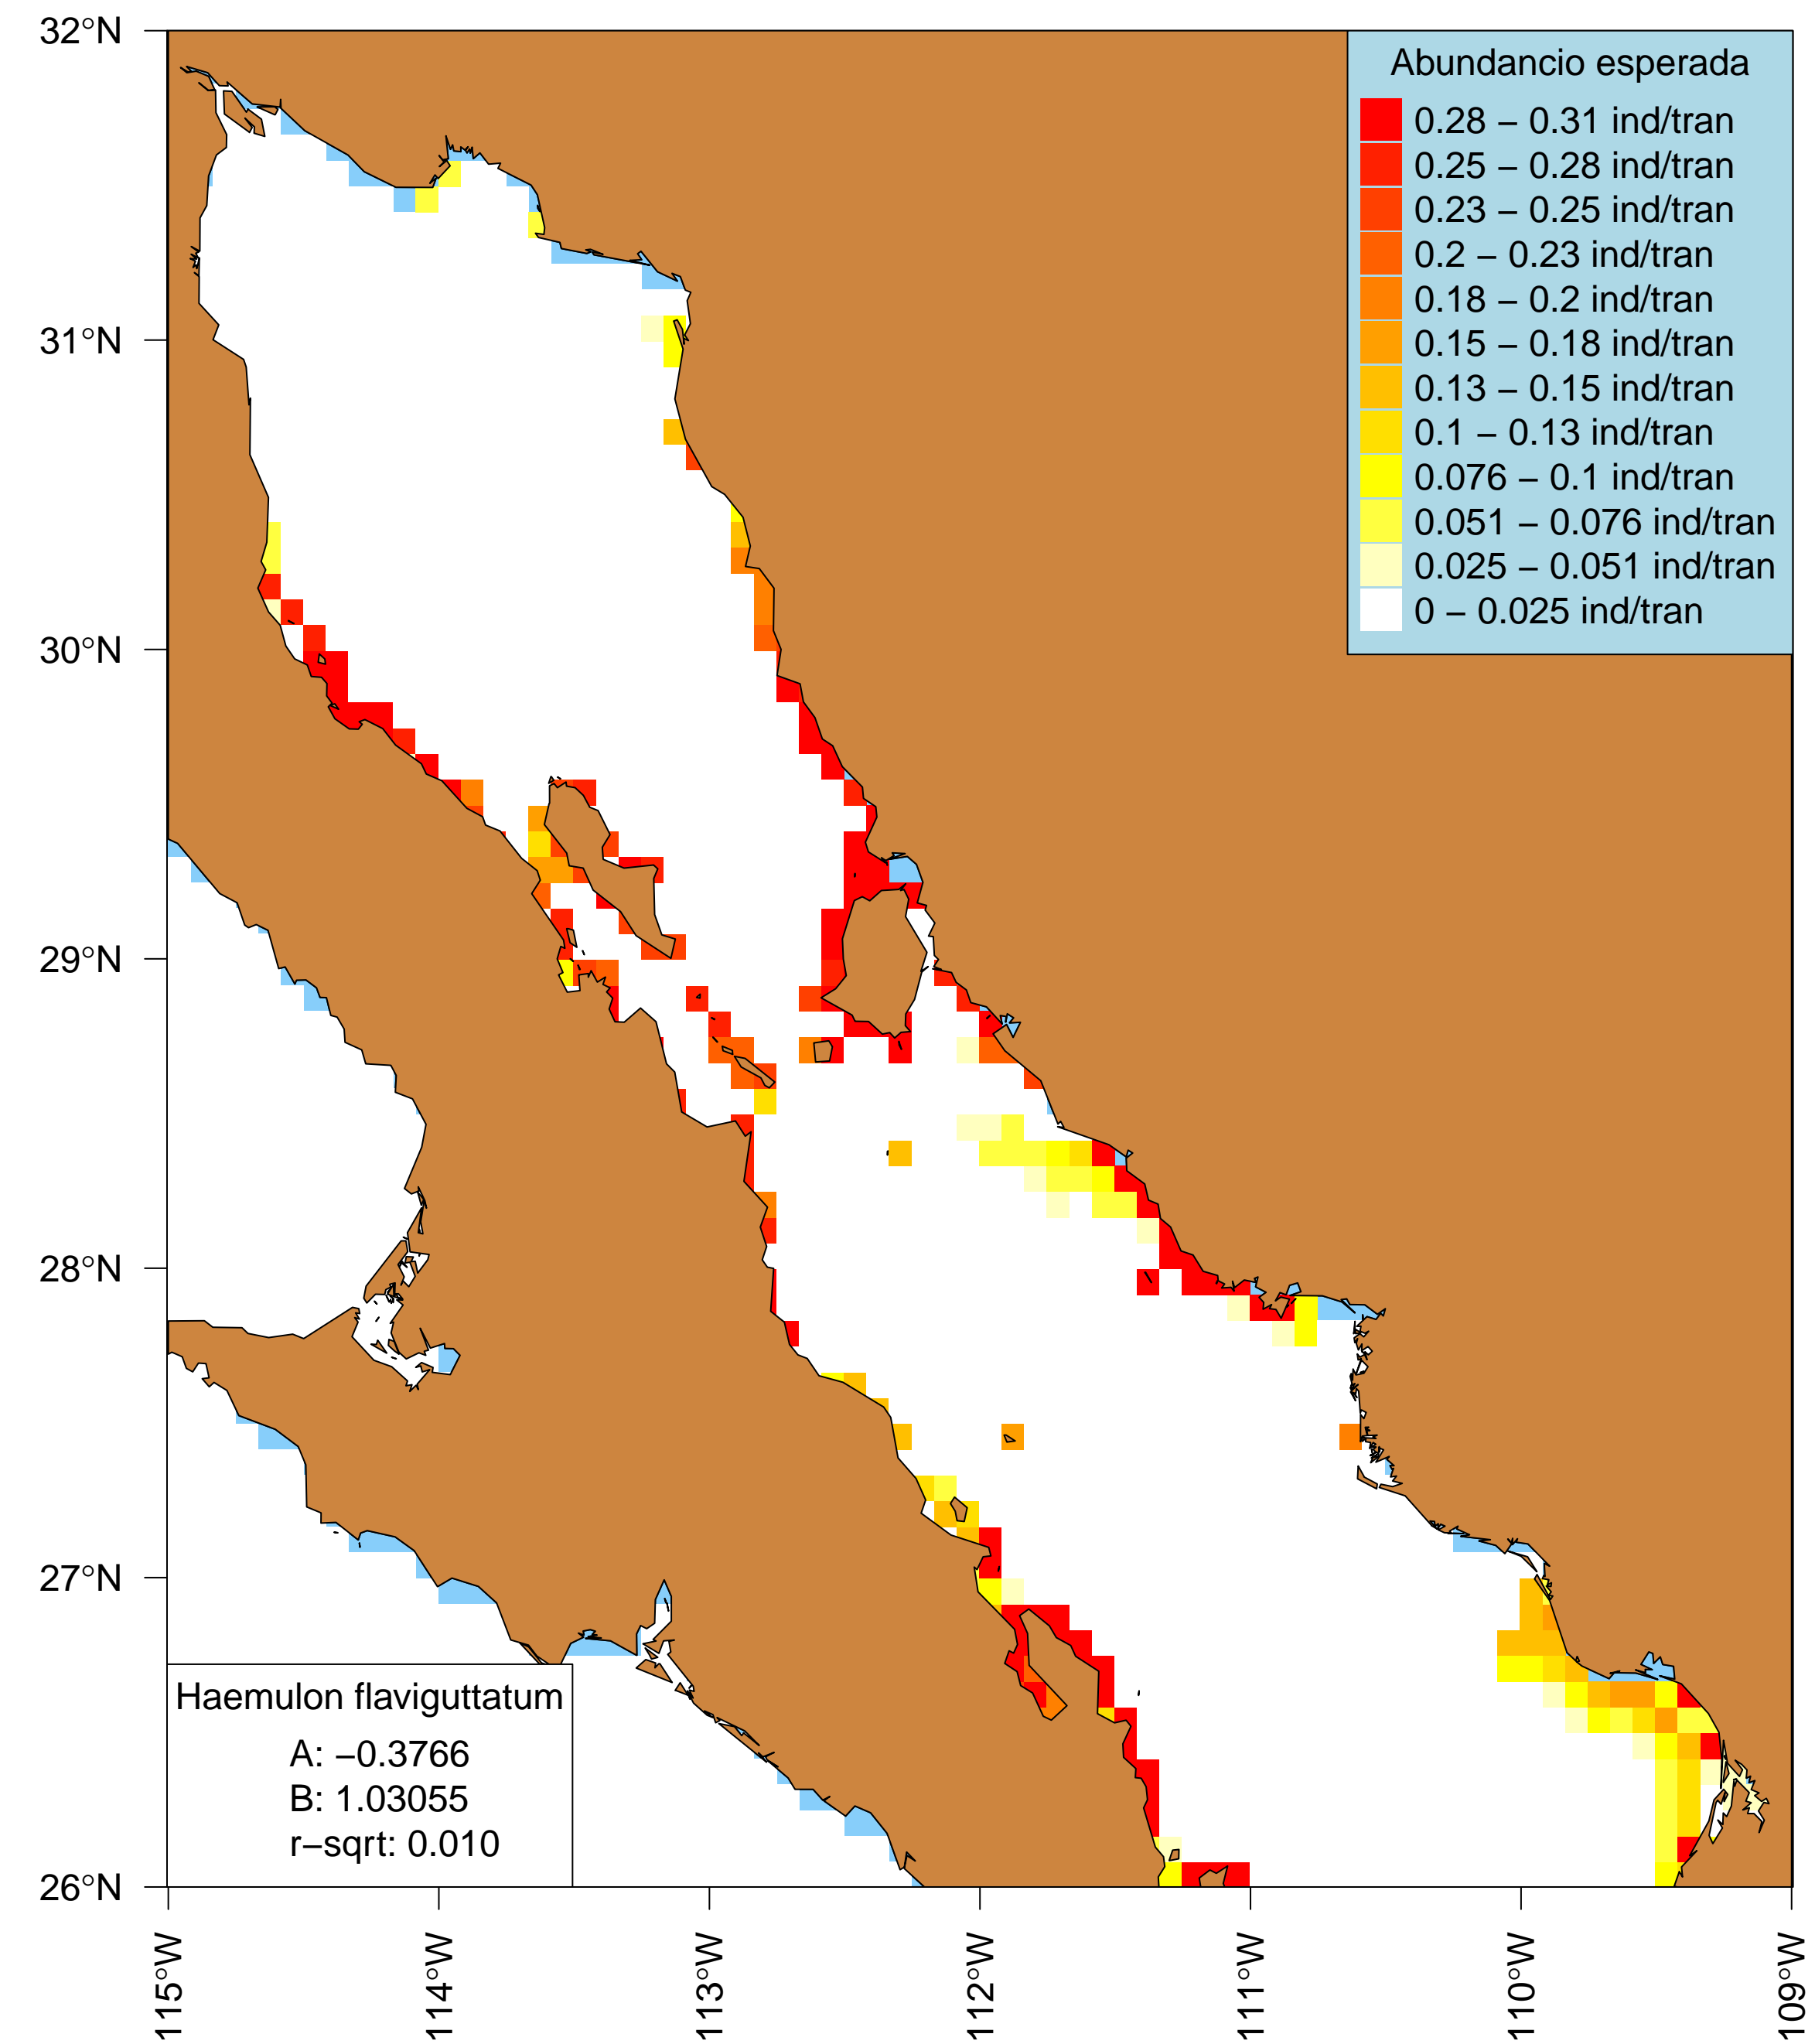 32°N
31°N
30°N
29°N
28°N
27°N
26°N
Abundancio esperada
0.28 – 0.31 ind/tran
0.25 – 0.28 ind/tran
0.23 – 0.25 ind/tran
0.2 – 0.23 ind/tran
0.18 – 0.2 ind/tran
0.15 – 0.18 ind/tran
0.13 – 0.15 ind/tran
0.1 – 0.13 ind/tran
0.076 – 0.1 ind/tran
0.051 – 0.076 ind/tran
0.025 – 0.051 ind/tran
0 – 0.025 ind/tran
Haemulon flaviguttatum
A: −0.3766
B: 1.03055
r−sqrt: 0.010
115°W
114°W
113°W
112°W
111°W
110°W
109°W